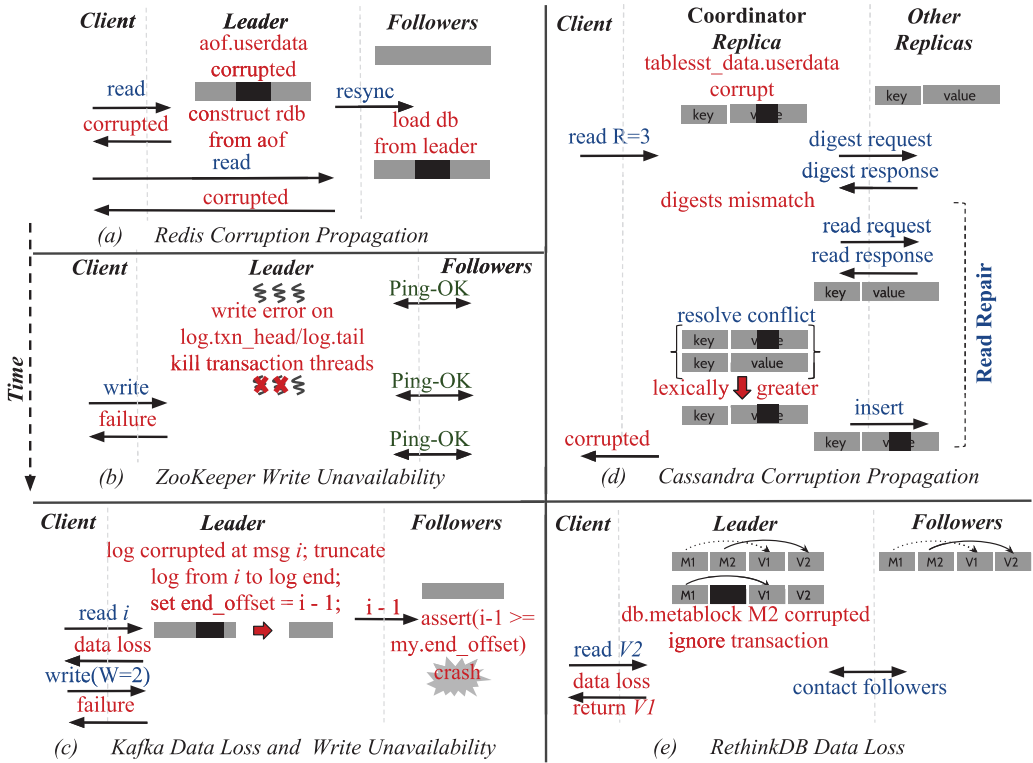 Client
Leader
Followers
aof.userdata
corrupted
read
corrupted
construct rdb
from aof
resync
load db
from leader
read
corrupted
(a) Redis Corruption Propagation
Time
Client
Leader
Followers
Ping-OK
write error on
log.txn_head/log.tail
kill transaction threads
Ping-OK
write
failure
Ping-OK
(b) ZooKeeper Write Unavailability
Client
Leader
Followers
log corrupted at msg i; truncate
log from i to log end;
set end_offset = i - 1;
read i
data loss
write(W=2)
failure
i - 1
assert(i-1 >=
my.end_offset)
crash
(c) Kafka Data Loss and Write Unavailability
Client
Coordinator
Replica
Other
Replicas
tablesst_data.userdata
corrupt
key value
key value
read R=3
digest request
digest response
digests mismatch
read request
read response
key value
resolve conflict
key value
key value
lexically greater
key value
insert
key value
corrupted
Read Repair
(d) Cassandra Corruption Propagation
Client
Leader
Followers
M1 M2 V1 V2
M1 M2 V1 V2
M1 V1 V2
db.metablock M2 corrupted
ignore transaction
read V2
data loss
return V1
contact followers
(e) RethinkDB Data Loss